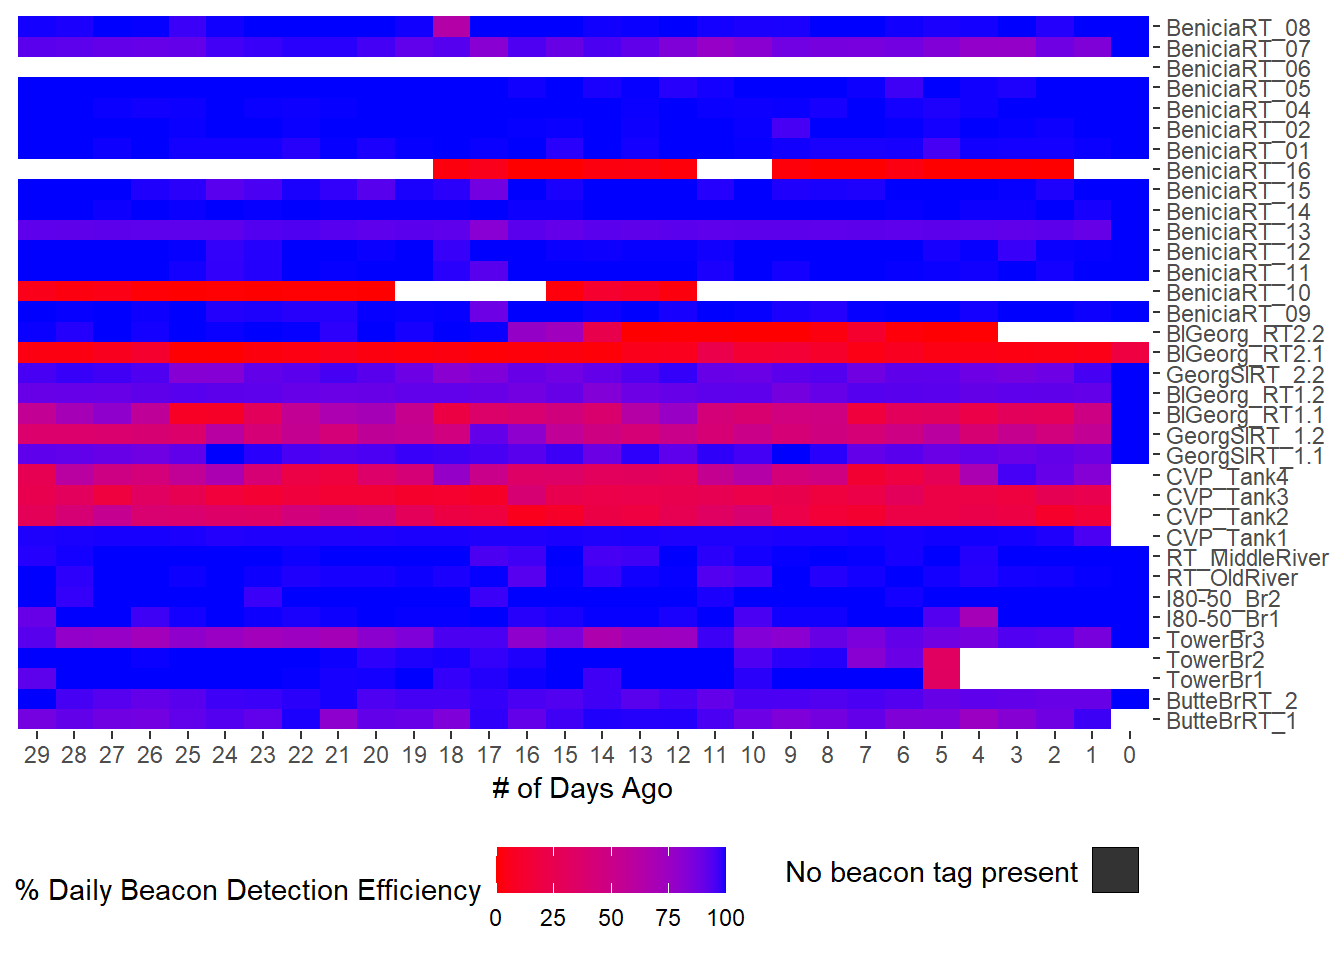 BeniciaRT_08
BeniciaRT_07
BeniciaRT_06
BeniciaRT_05
BeniciaRT_04
BeniciaRT_02
BeniciaRT_01
BeniciaRT_16
BeniciaRT_15
BeniciaRT_14
BeniciaRT_13
BeniciaRT_12
BeniciaRT_11
BeniciaRT_10
BeniciaRT_09
BlGeorg_RT2.2
BlGeorg_RT2.1
GeorgSlRT_2.2
BlGeorg_RT1.2
BlGeorg_RT1.1
GeorgSlRT_1.2
GeorgSlRT_1.1
CVP_Tank4
CVP_Tank3
CVP_Tank2
CVP_Tank1
RT_MiddleRiver
RT_OldRiver
I80-50_Br2
I80-50_Br1
TowerBr3
TowerBr2
TowerBr1
ButteBrRT_2
ButteBrRT_1
29 28 27 26 25 24 23 22 21 20 19 18 17 16 15 14 13 12 11 10 9 8 7 6 5 4 3 2 1 0
# of Days Ago
% Daily Beacon Detection Efficiency
0 25 50 75 100
No beacon tag present